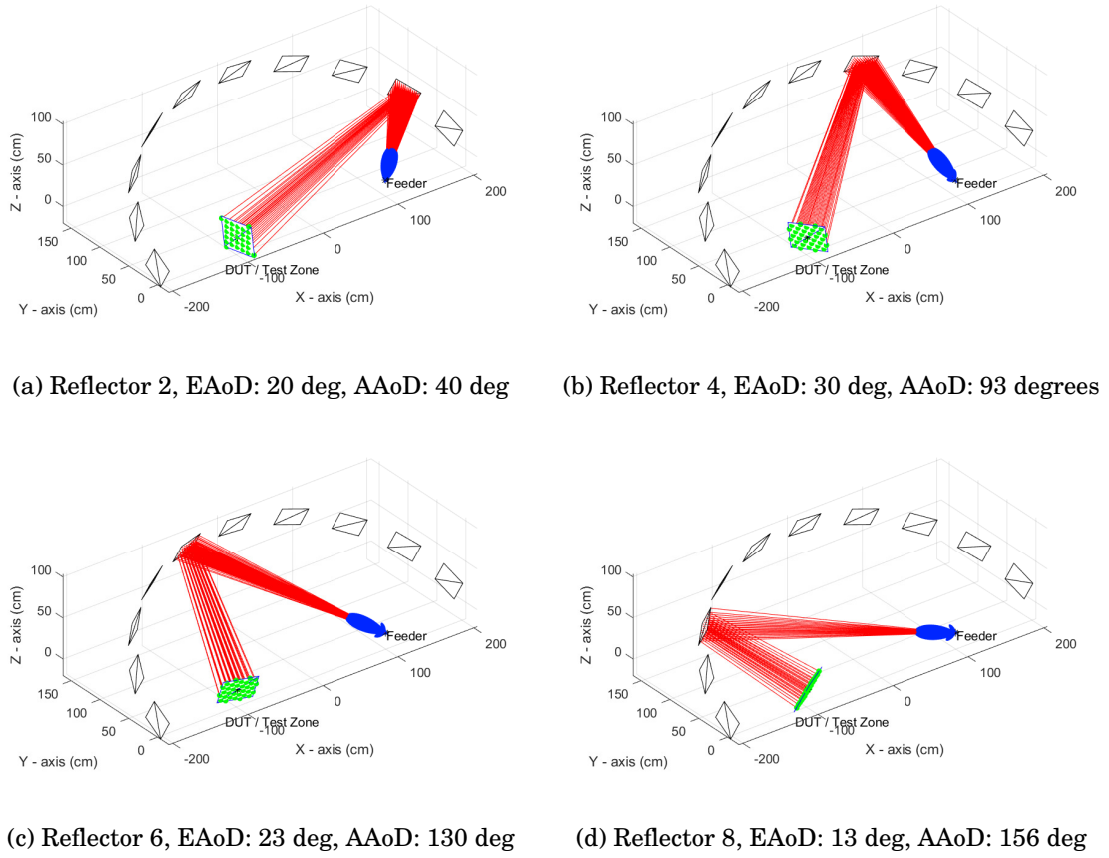 100
50
0
Z - axis (cm)
150
100
50
0
Y - axis (cm)
-200
-100
0
100
200
X - axis (cm)
DUT / Test Zone
Feeder
(a) Reflector 2, EAoD: 20 deg, AAoD: 40 deg
100
50
0
Z - axis (cm)
150
100
50
0
Y - axis (cm)
-200
-100
0
100
200
X - axis (cm)
DUT / Test Zone
Feeder
(b) Reflector 4, EAoD: 30 deg, AAoD: 93 degrees
100
50
0
Z - axis (cm)
150
100
50
0
Y - axis (cm)
-200
-100
0
100
200
X - axis (cm)
DUT / Test Zone
Feeder
(c) Reflector 6, EAoD: 23 deg, AAoD: 130 deg
100
50
0
Z - axis (cm)
150
100
50
0
Y - axis (cm)
-200
-100
0
100
200
X - axis (cm)
DUT / Test Zone
Feeder
(d) Reflector 8, EAoD: 13 deg, AAoD: 156 deg